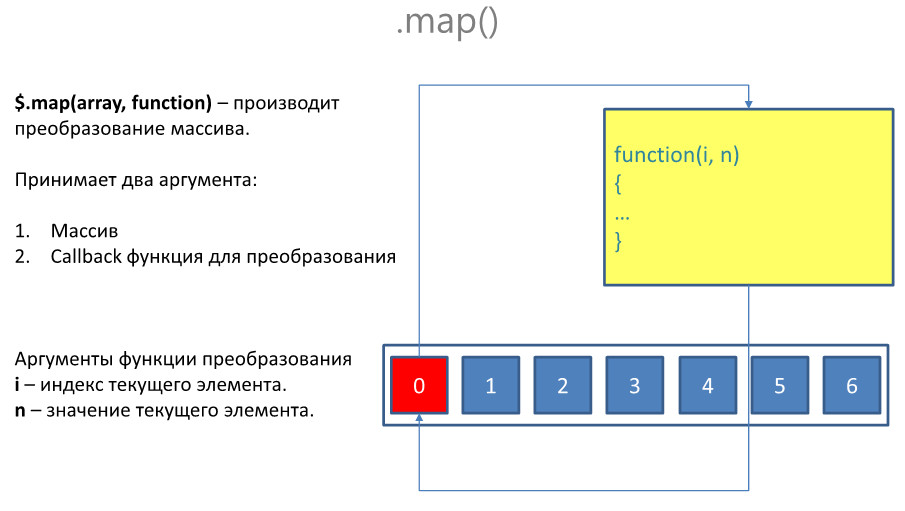 .map()
$.map(array, function) – производит
преобразование массива.
Принимает два аргумента:
1. Массив
2. Callback функция для преобразования
Аргументы функции преобразования
i – индекс текущего элемента.
n – значение текущего элемента.
function(i, n)
{
...
}
0 1 2 3 4 5 6